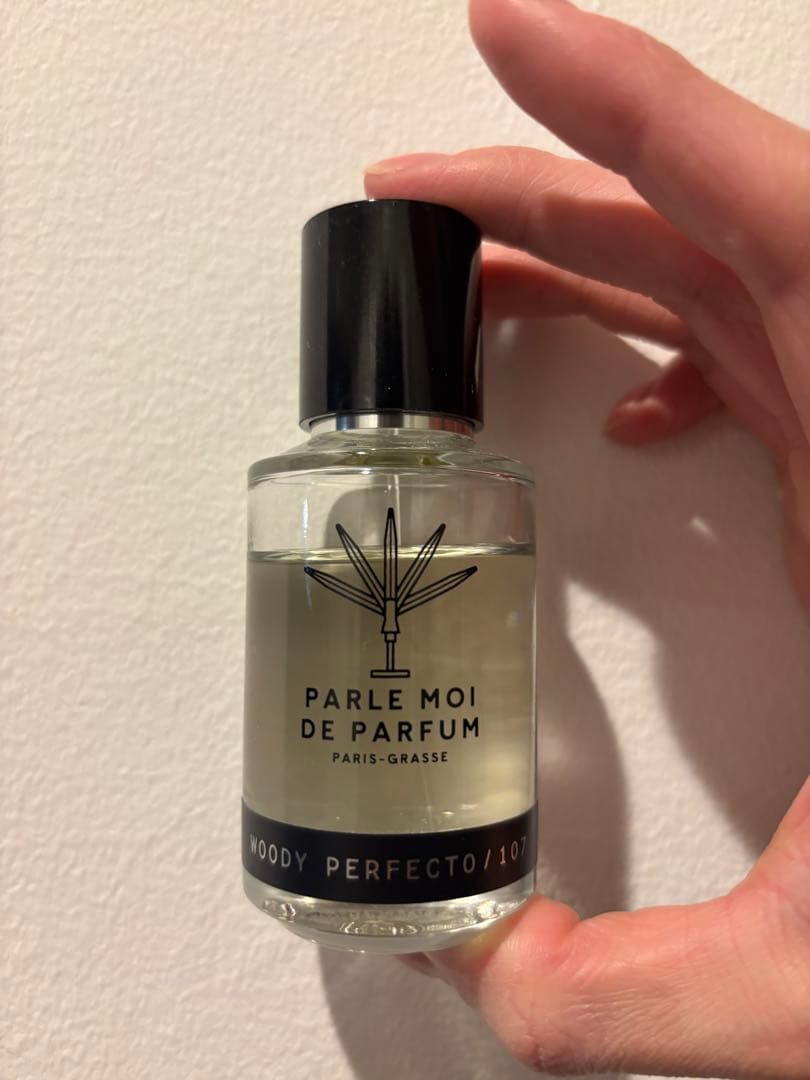 PARLE MOI
DE PARFUM
PARIS-GRASSE
WOODY PERFECTO/107